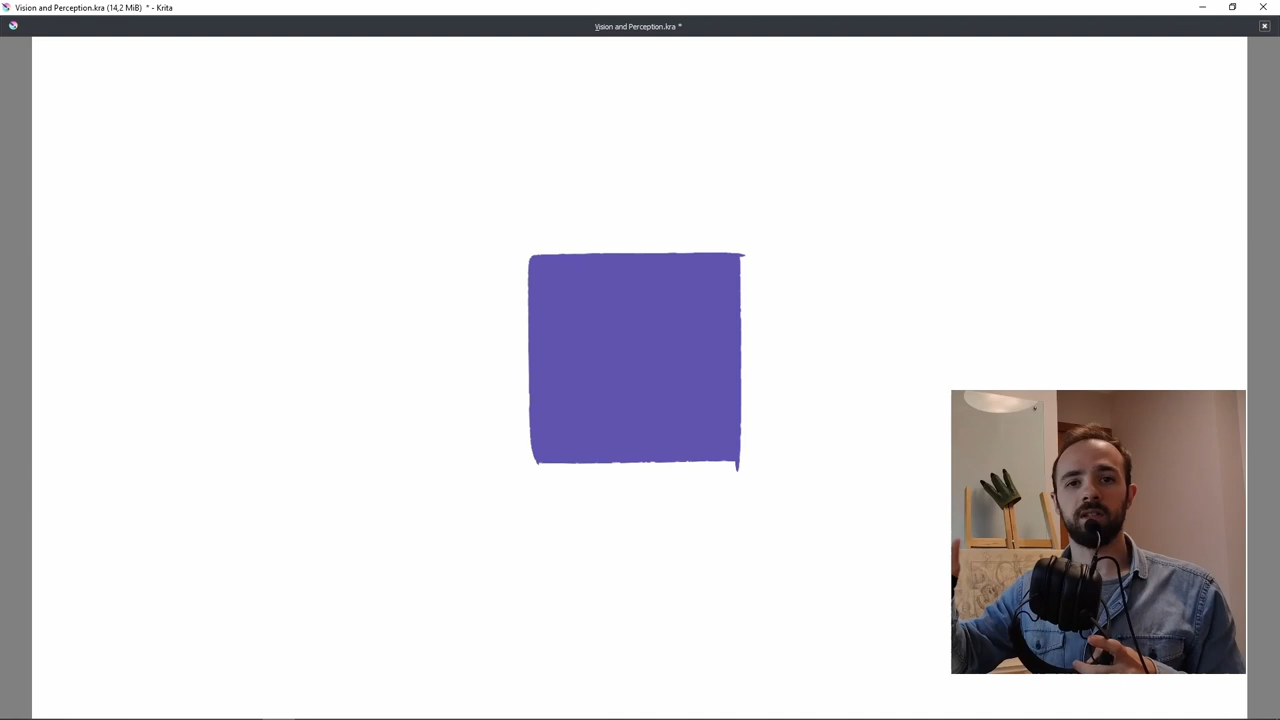 Vision and Perception.kra (14,2 MiB) * - Krita
Vision and Perception.kra *